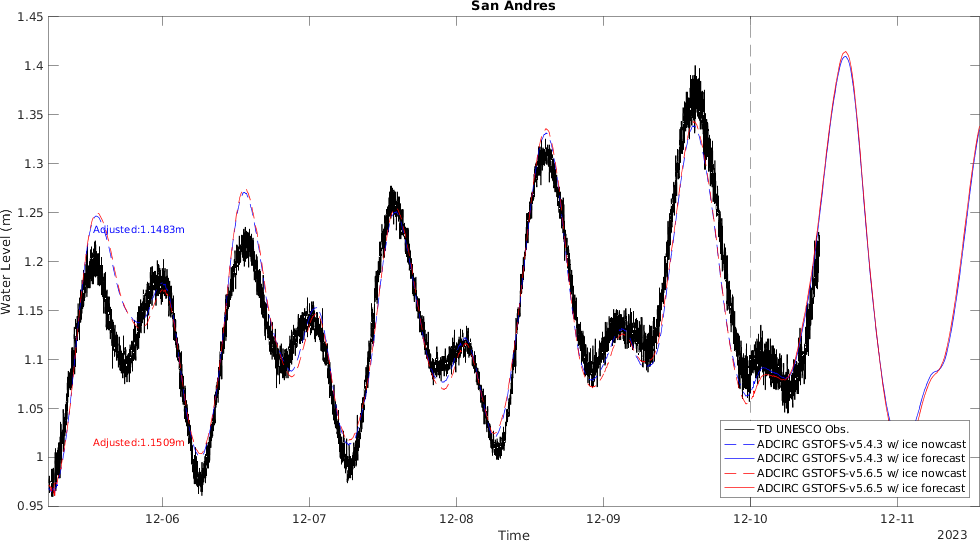 San Andres
1.45
1.4
1.35
1.3
1.25
1.2
1.15
1.1
1.05
1
0.95
Water Level (m)
Adjusted:1.1483m
Adjusted:1.1509m
TD UNESCO Obs.
ADCIRC GSTOFS-v5.4.3 w/ ice nowcast
ADCIRC GSTOFS-v5.4.3 w/ ice forecast
ADCIRC GSTOFS-v5.6.5 w/ ice nowcast
ADCIRC GSTOFS-v5.6.5 w/ ice forecast
12-06 12-07 12-08 12-09 12-10 12-11
Time
2023